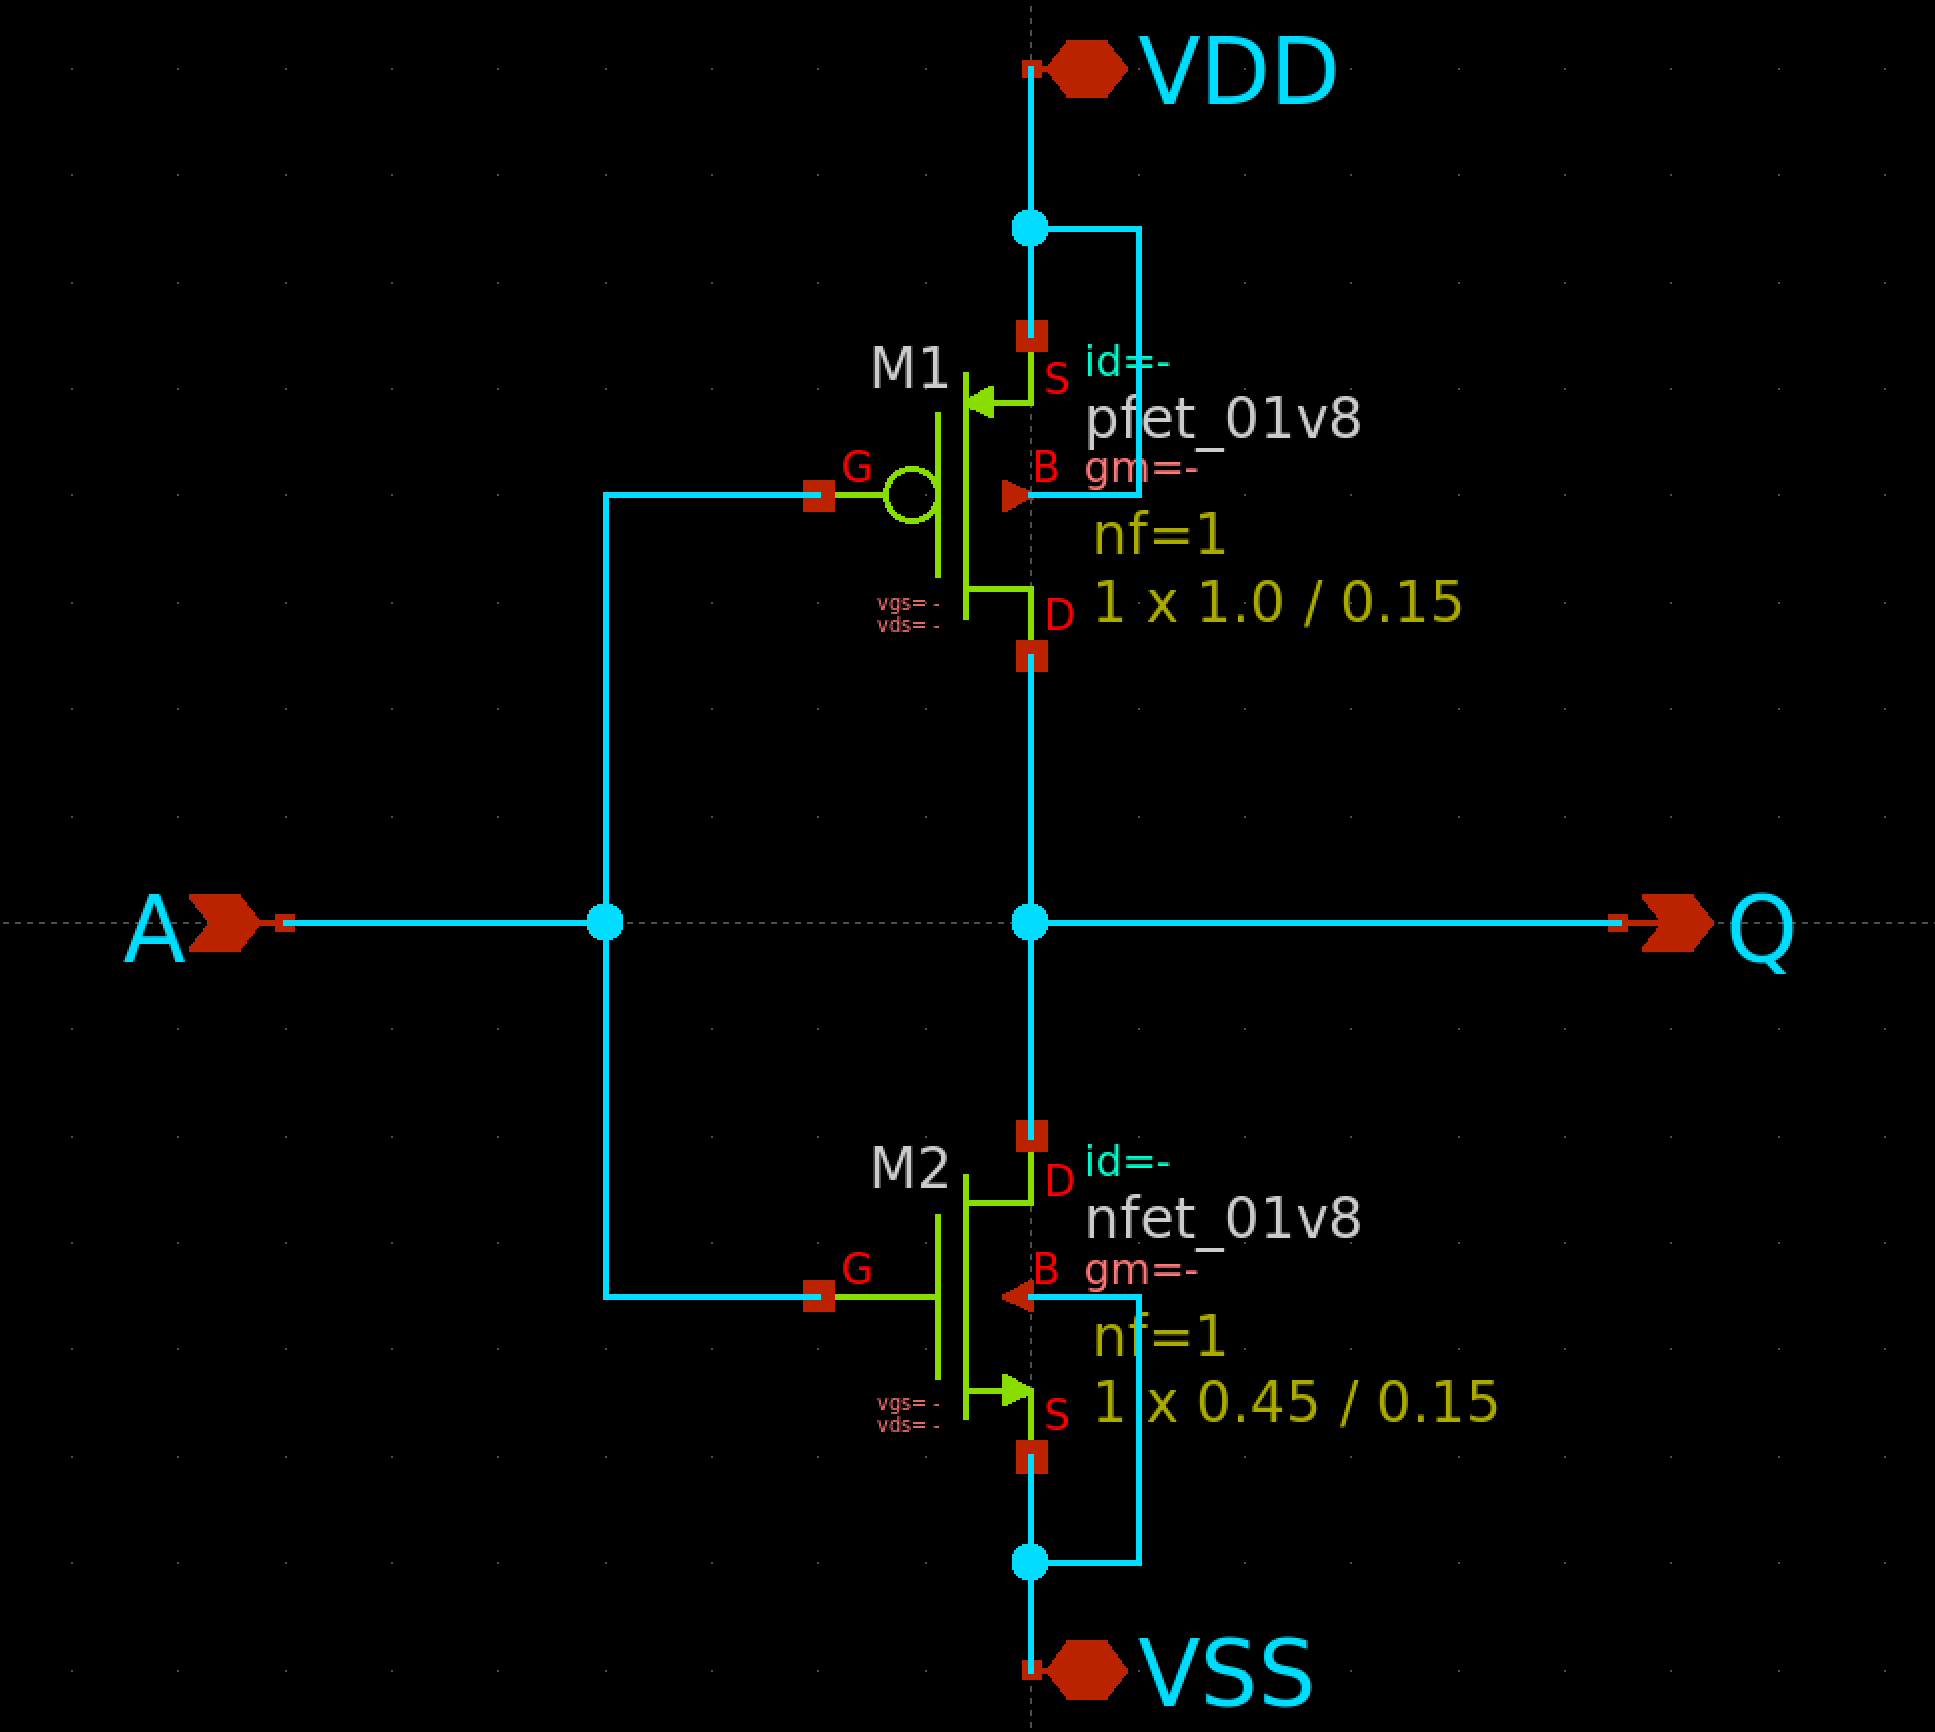 VDD
M1
S
id=-
pfet_01v8
G
B
gm=-
nf=1
vgs= -
vds= -
D
1 x 1.0 / 0.15
A
Q
M2
D
id=-
nfet_01v8
G
B
gm=-
nf=1
vgs= -
vds= -
S
1 x 0.45 / 0.15
VSS